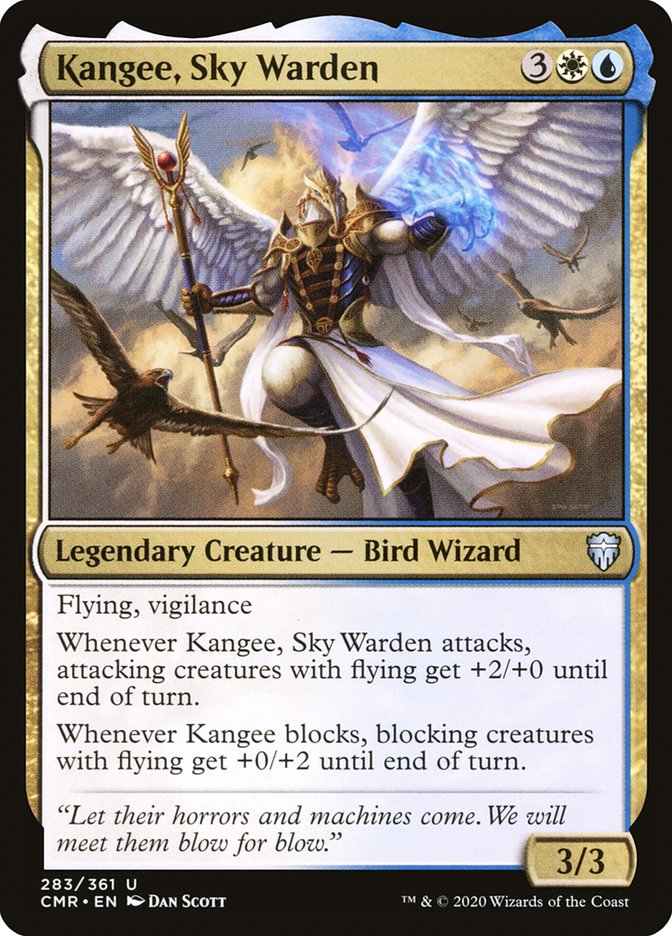 Kangee, Sky Warden 3
Legendary Creature — Bird Wizard
Flying, vigilance
Whenever Kangee, Sky Warden attacks,
attacking creatures with flying get +2/+0 until
end of turn.
Whenever Kangee blocks, blocking creatures
with flying get +0/+2 until end of turn.
“Let their horrors and machines come. We will
meet them blow for blow.”
3/3
283/361 U
CMR • EN Dan Scott
™ & © 2020 Wizards of the Coast